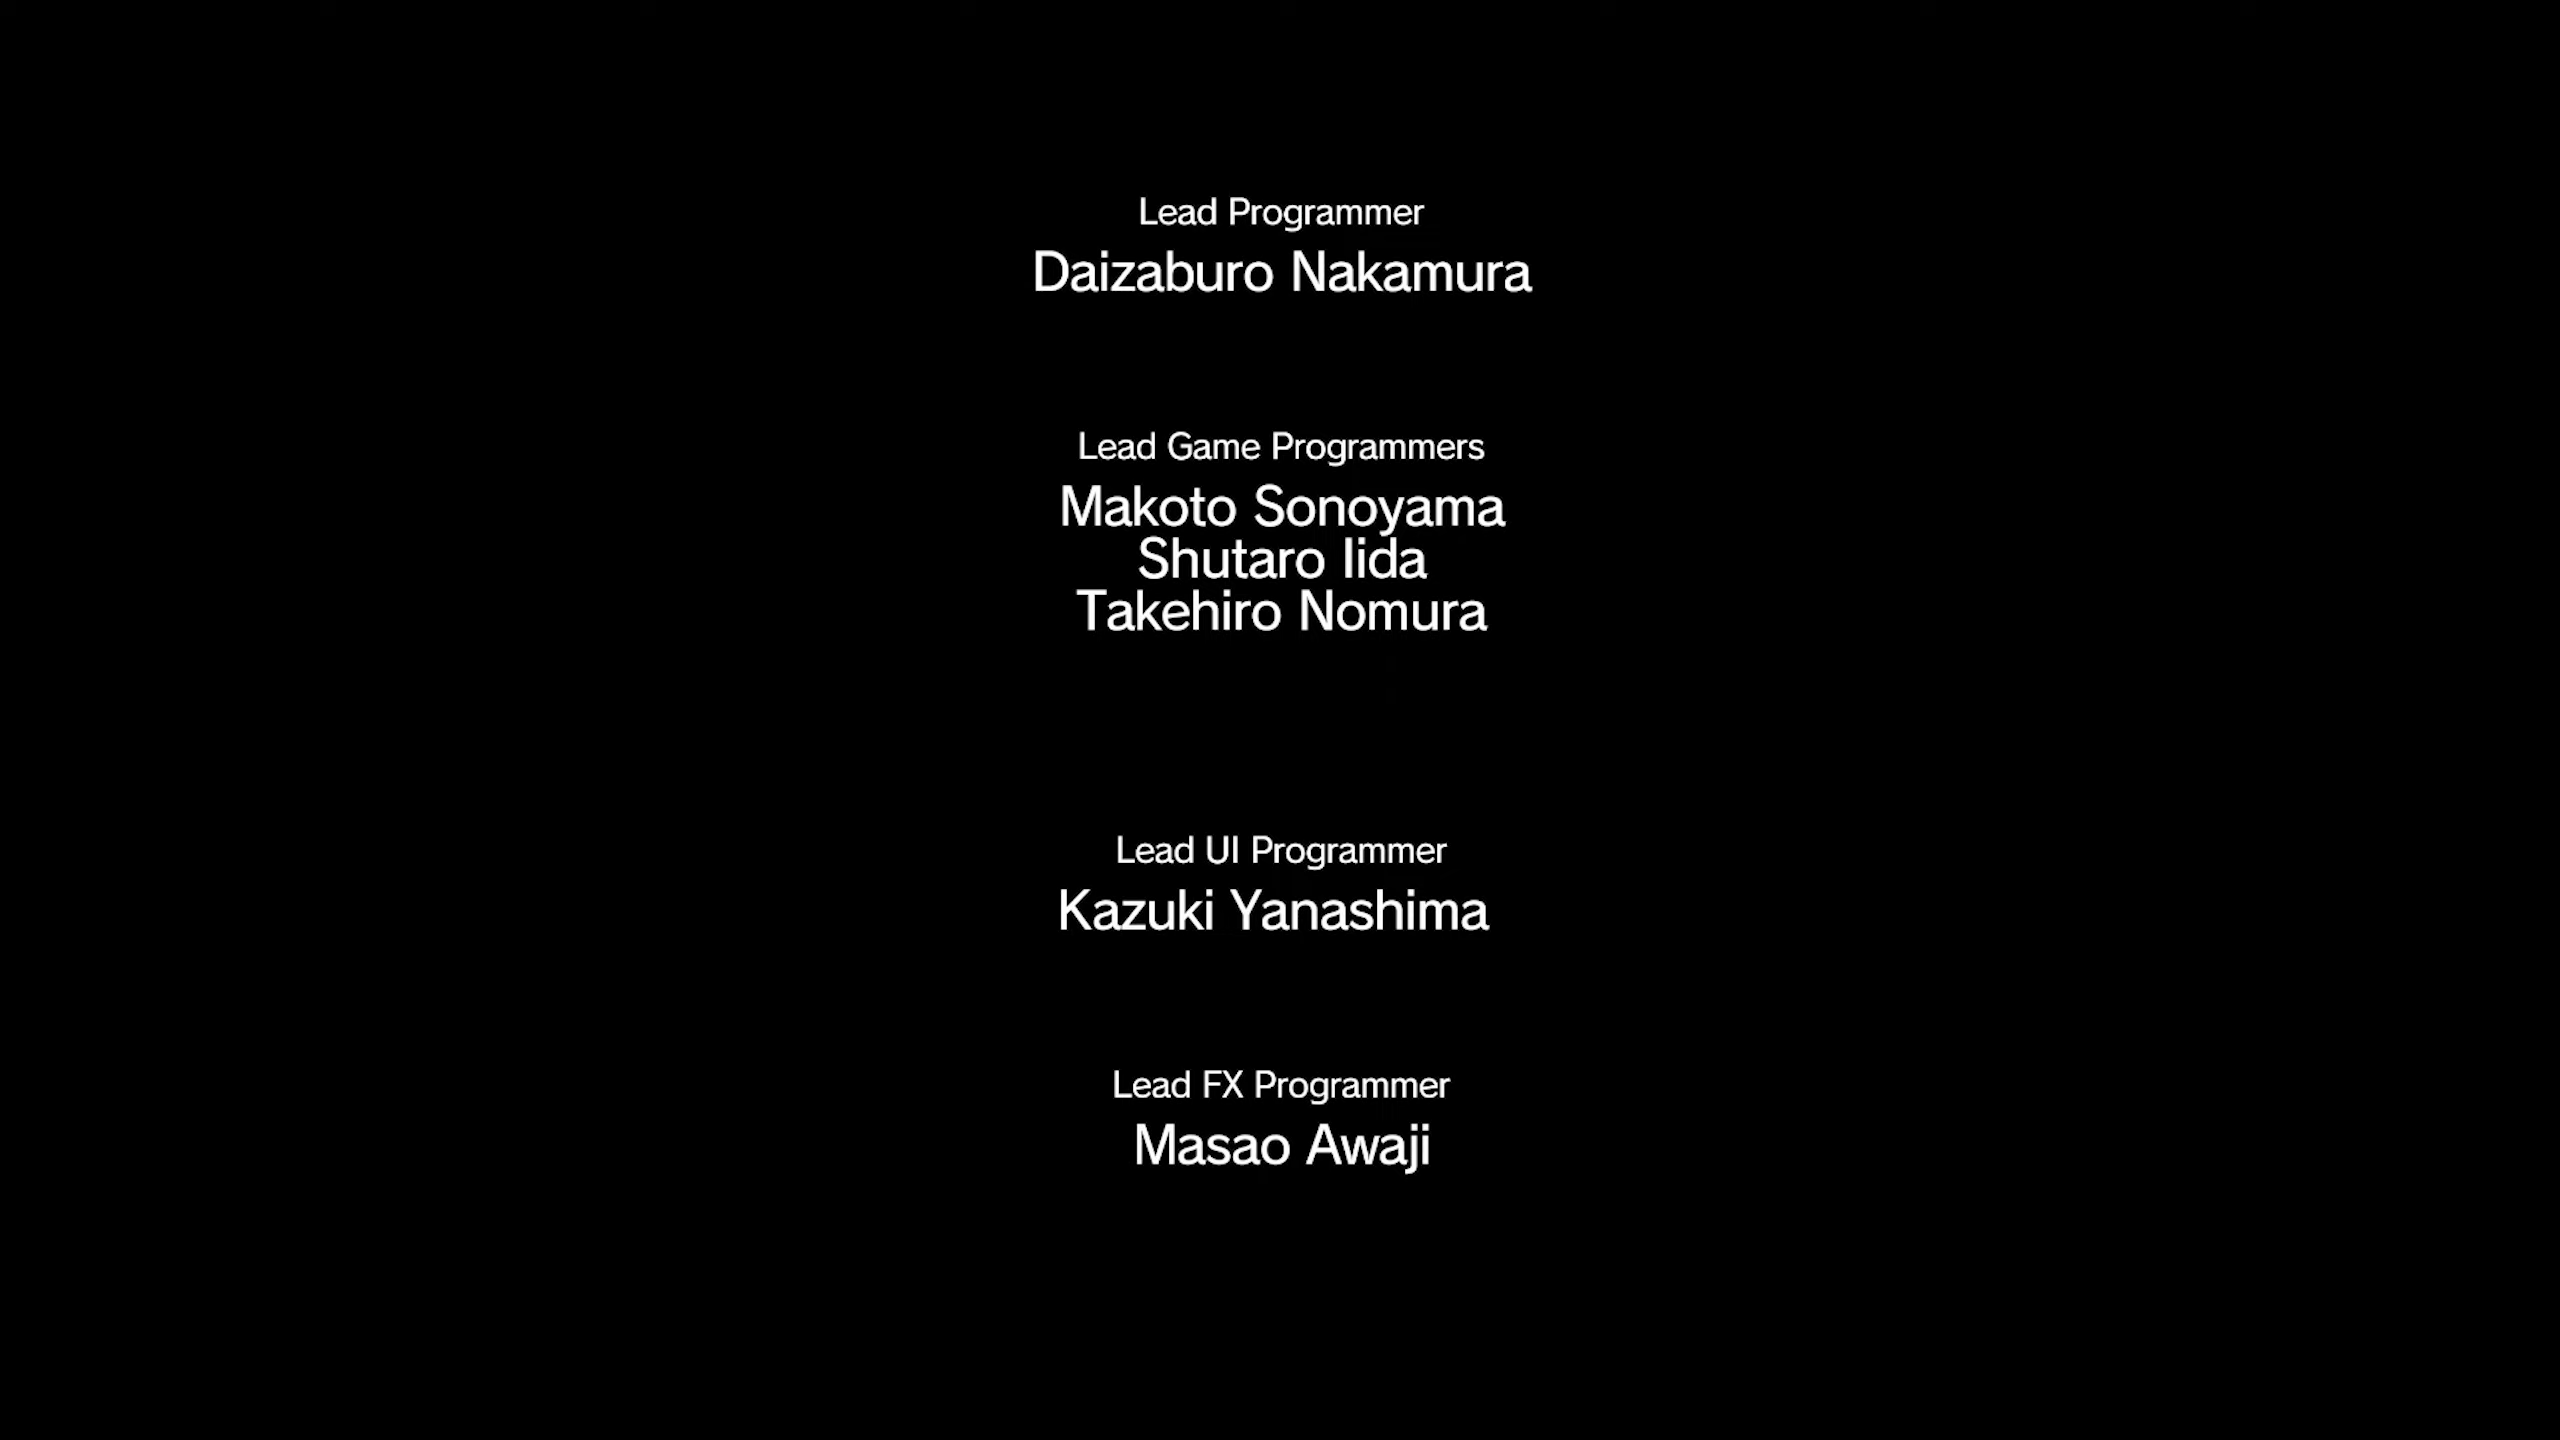 Lead Programmer
Daizaburo Nakamura
Lead Game Programmers
Makoto Sonoyama
Shutaro Iida
Takehiro Nomura
Lead UI Programmer
Kazuki Yanashima
Lead FX Programmer
Masao Awaji